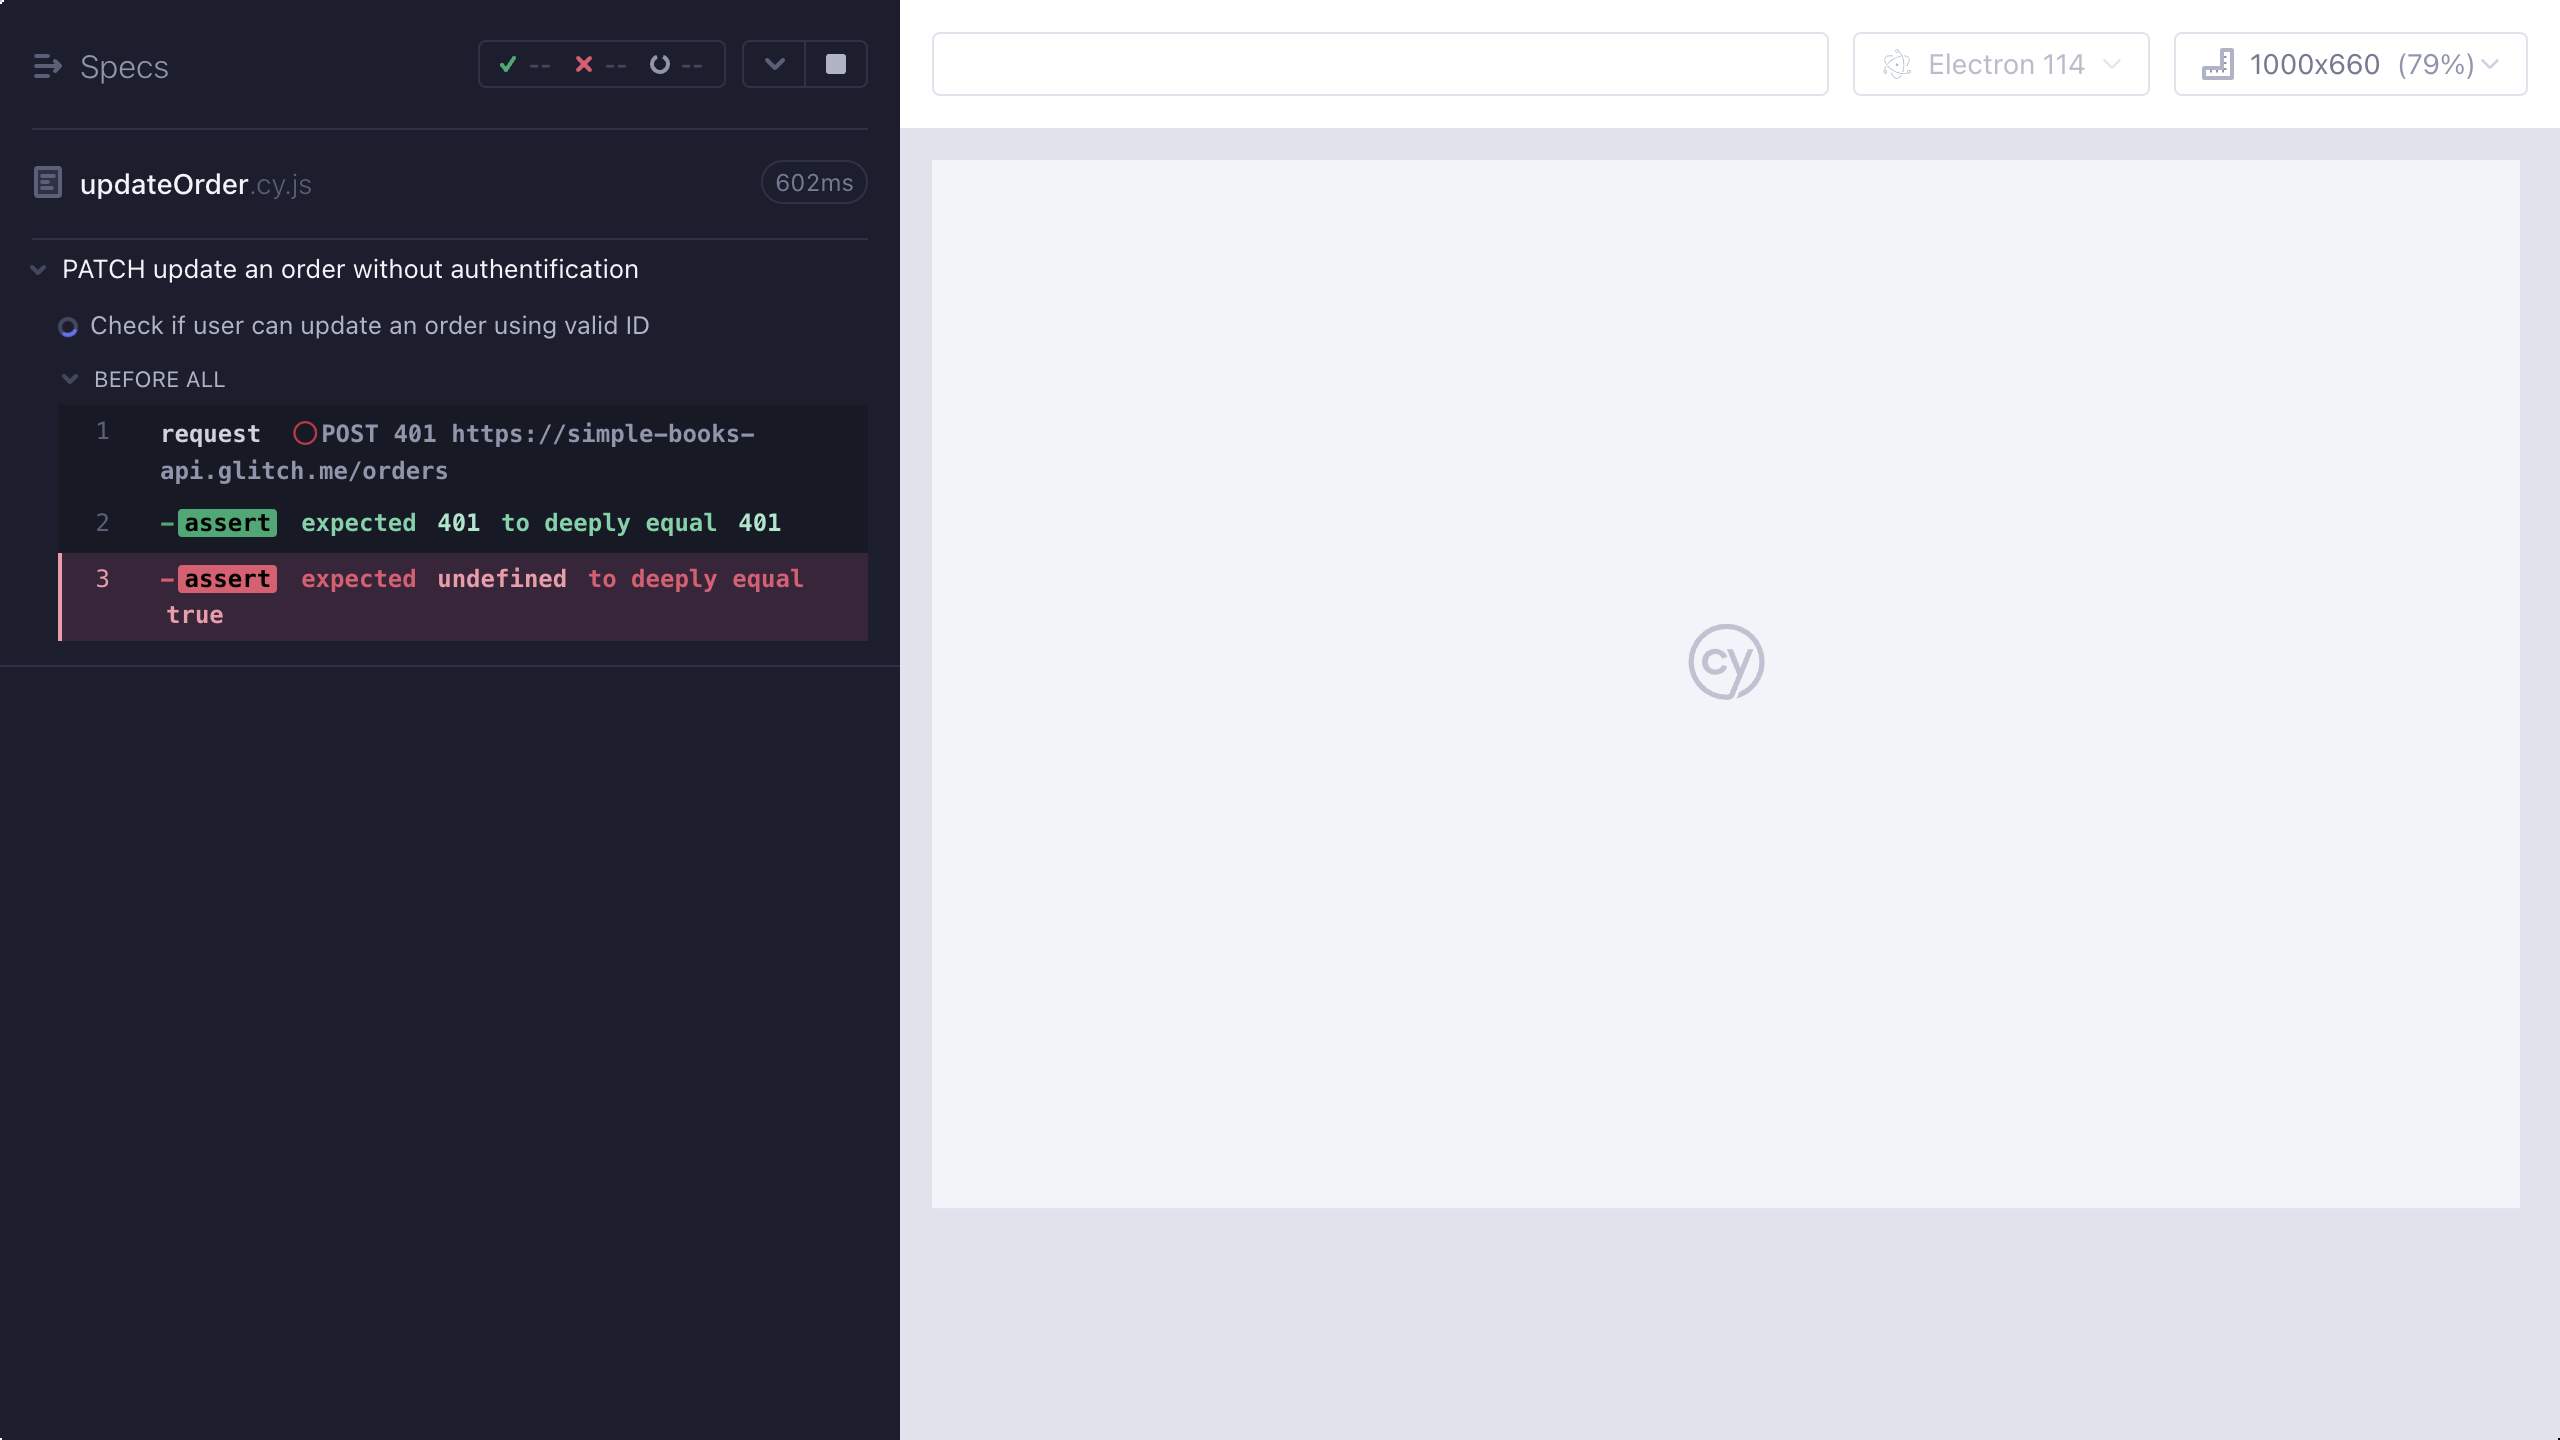 Specs
-- -- --
Electron 114
1000x660 (79%)
updateOrder.cy.js
602ms
PATCH update an order without authentification
Check if user can update an order using valid ID
BEFORE ALL
1 request POST 401 https://simple-books-
api.glitch.me/orders
2 -assert expected 401 to deeply equal 401
3 -assert expected undefined to deeply equal
true
cy